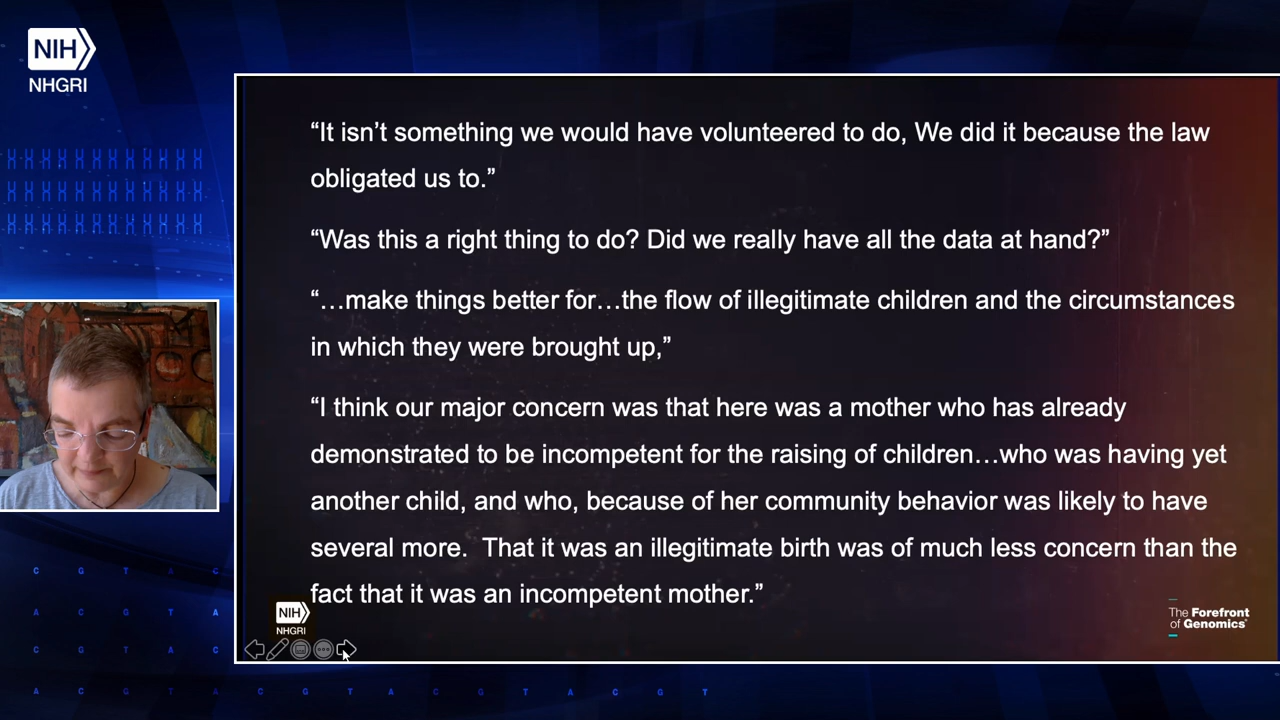 NIH
NHGRI
“It isn’t something we would have volunteered to do, We did it because the law
obligated us to.”
“Was this a right thing to do? Did we really have all the data at hand?”
“…make things better for…the flow of illegitimate children and the circumstances
in which they were brought up,”
“I think our major concern was that here was a mother who has already
demonstrated to be incompetent for the raising of children…who was having yet
another child, and who, because of her community behavior was likely to have
several more.  That it was an illegitimate birth was of much less concern than the
fact that it was an incompetent mother.”
NIH
NHGRI
The Forefront
of Genomics
C G T A C
A C G T A
C G T A C
A C G T A C G T A C G T A C G T